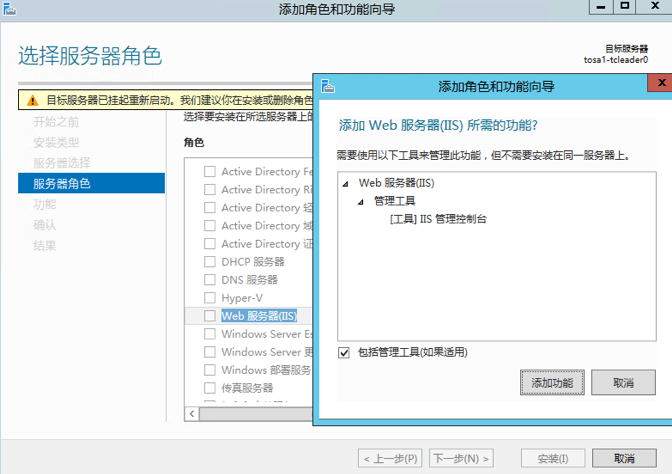 添加角色和功能向导
选择服务器角色
目标服务器
tosa1-tcleader0
目标服务器已挂起重新启动。我们建议你在安装或删除角色
开始之前
安装类型
服务器选择
服务器角色
功能
确认
结果
选择要安装在所选服务器上的
角色
Active Directory Fe
Active Directory Ri
Active Directory 轻
Active Directory 域
Active Directory 证
DHCP 服务器
DNS 服务器
Hyper-V
Web 服务器(IIS)
Windows Server Es
Windows Server 更
Windows 部署服务
传真服务器
添加角色和功能向导
添加 Web 服务器(IIS) 所需的功能?
需要使用以下工具来管理此功能，但不需要安装在同一服务器上。
Web 服务器(IIS)
管理工具
[工具] IIS 管理控制台
包括管理工具(如果适用)
添加功能
取消
< 上一步(P)
下一步(N) >
安装(I)
取消